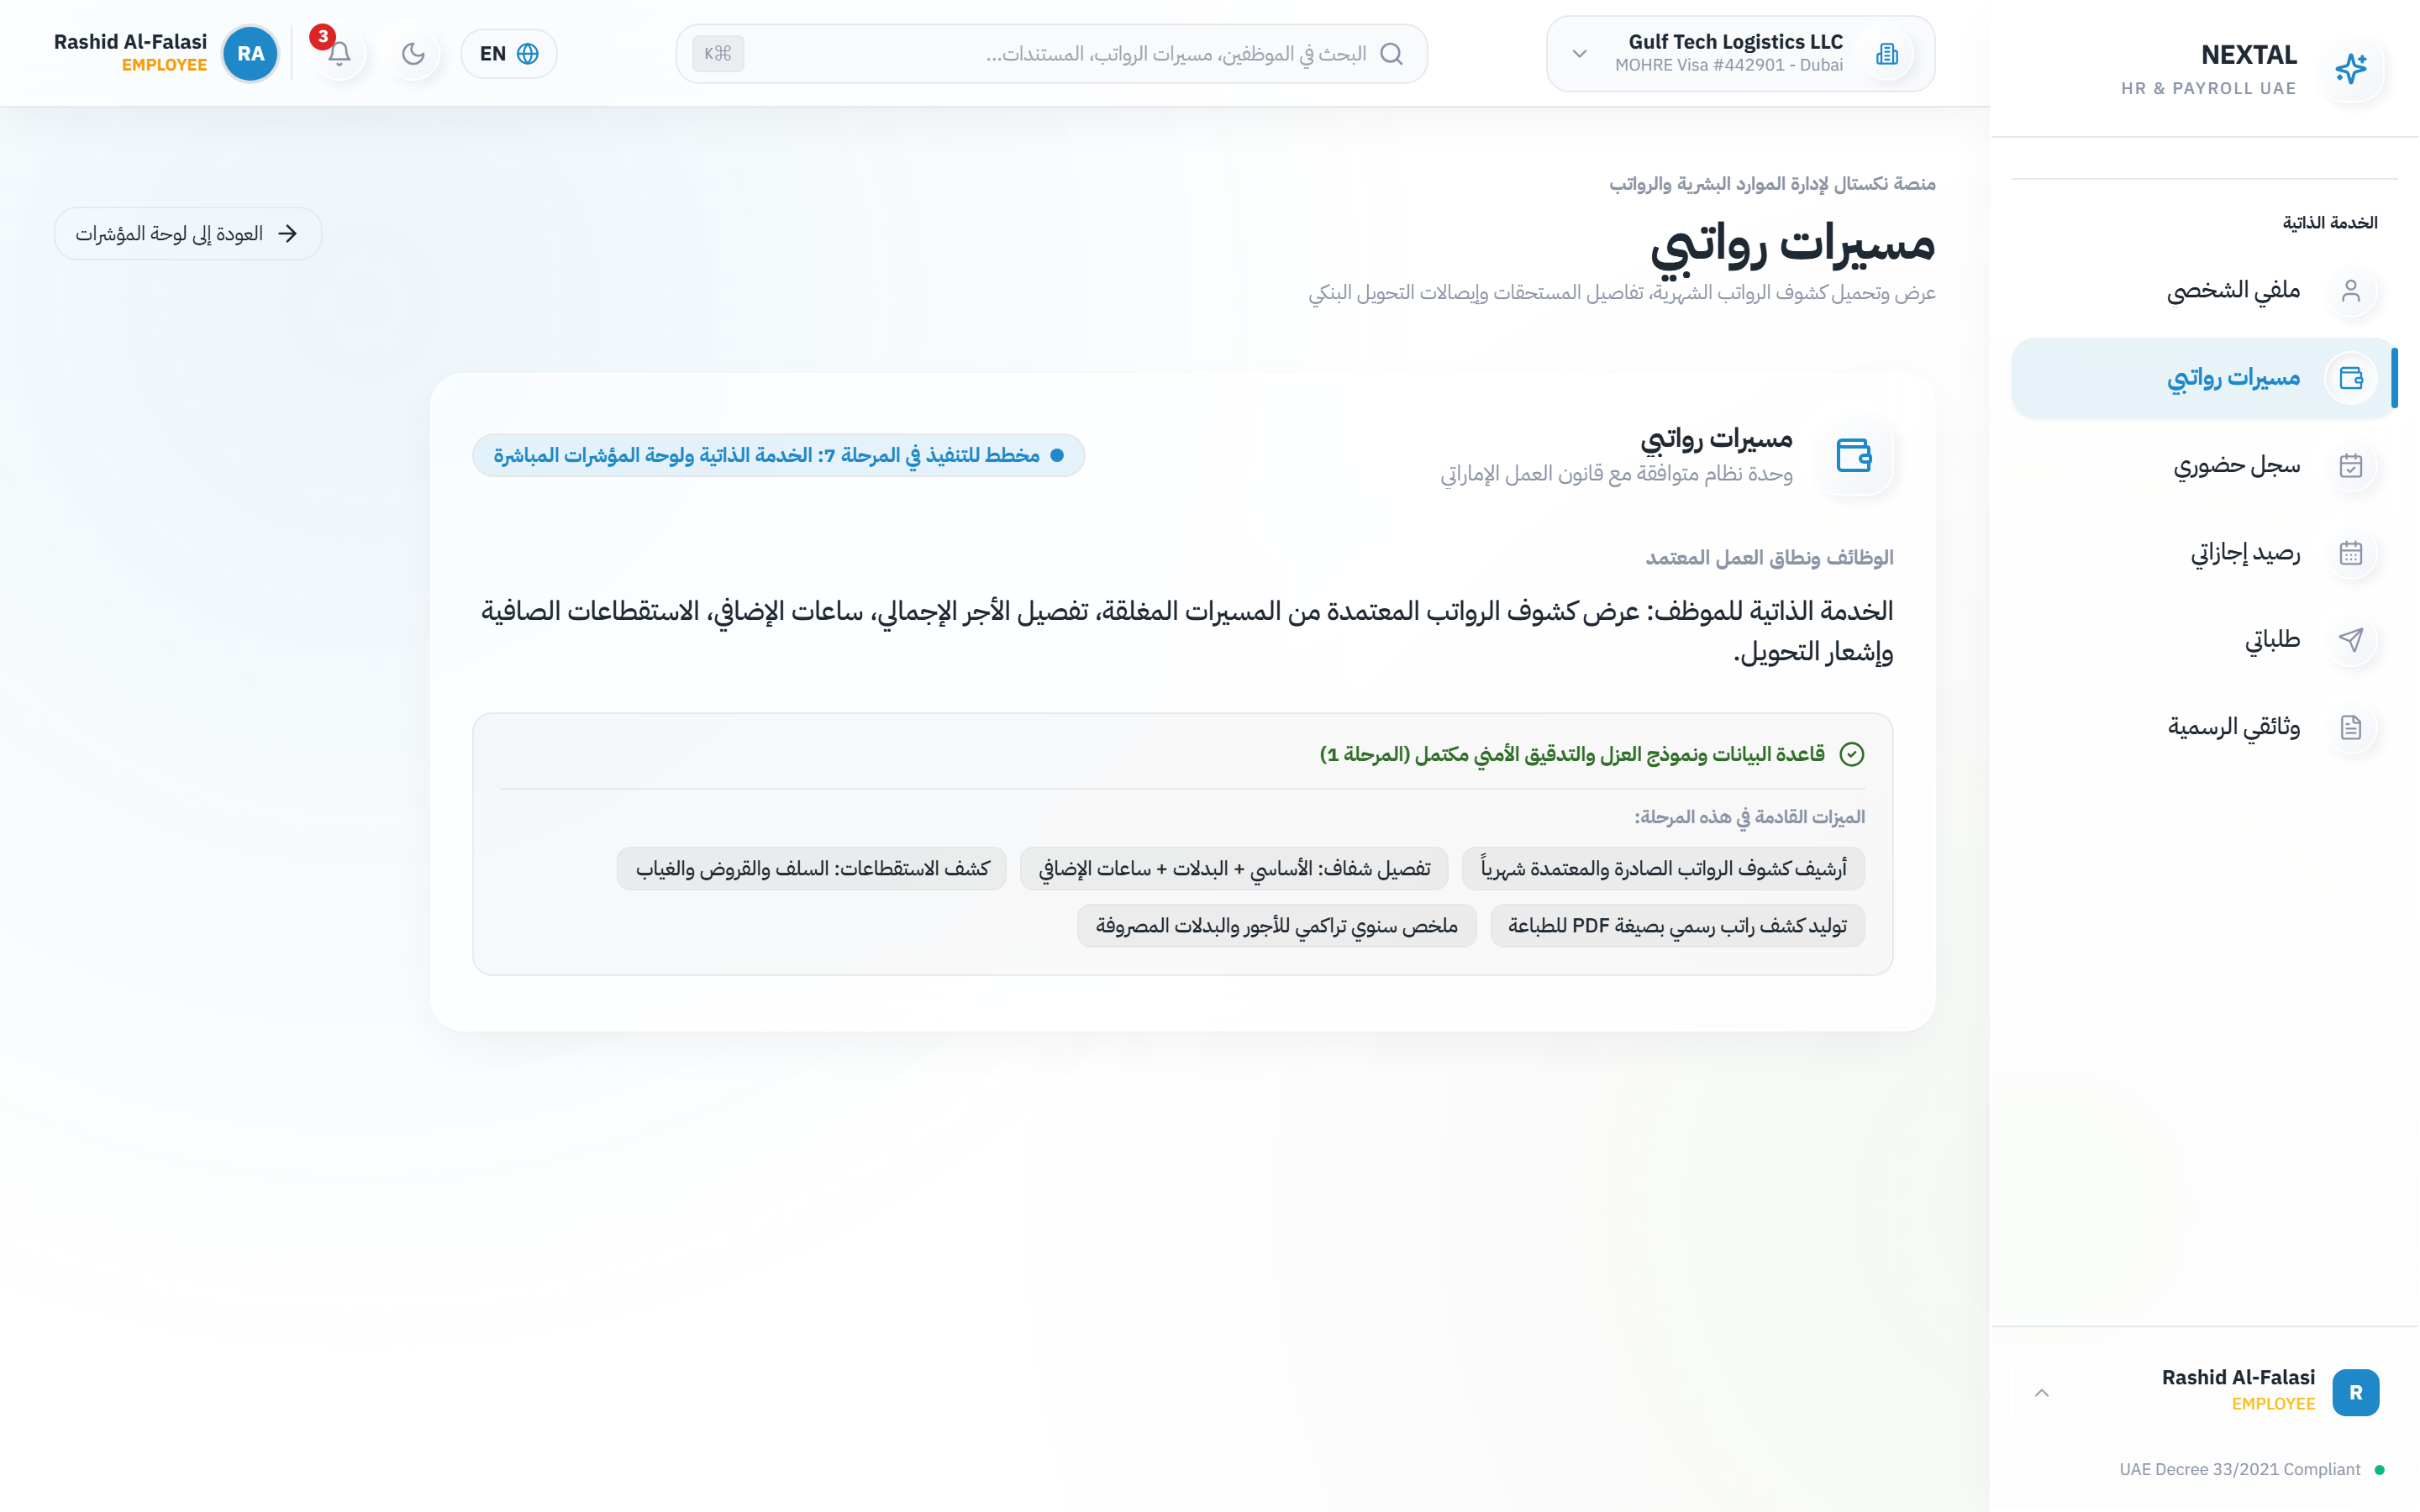 NEXTAL
HR & PAYROLL UAE
الخدمة الذاتية
ملفي الشخصي
مسيرات رواتبي
سجل حضوري
رصيد إجازاتي
طلباتي
وثائقي الرسمية
Rashid Al-Falasi
EMPLOYEE
R
UAE Decree 33/2021 Compliant
Gulf Tech Logistics LLC
MOHRE Visa #442901 - Dubai
البحث في الموظفين، مسيرات الرواتب، المستندات...
⌘K
EN
3
RA
Rashid Al-Falasi
EMPLOYEE
منصة نكستال لإدارة الموارد البشرية والرواتب
مسيرات رواتبي
عرض وتحميل كشوف الرواتب الشهرية، تفاصيل المستحقات وإيصالات التحويل البنكي
العودة إلى لوحة المؤشرات
مسيرات رواتبي
وحدة نظام متوافقة مع قانون العمل الإماراتي
مخطط للتنفيذ في المرحلة 7: الخدمة الذاتية ولوحة المؤشرات المباشرة
الوظائف ونطاق العمل المعتمد
الخدمة الذاتية للموظف: عرض كشوف الرواتب المعتمدة من المسيرات المغلقة، تفصيل الأجر الإجمالي، ساعات الإضافي، الاستقطاعات الصافية
وإشعار التحويل.
قاعدة البيانات ونموذج العزل والتدقيق الأمني مكتمل (المرحلة 1)
الميزات القادمة في هذه المرحلة:
أرشيف كشوف الرواتب الصادرة والمعتمدة شهرياً
تفصيل شفاف: الأساسي + البدلات + ساعات الإضافي
كشف الاستقطاعات: السلف والقروض والغياب
توليد كشف راتب رسمي بصيغة PDF للطباعة
ملخص سنوي تراكمي للأجور والبدلات المصروفة